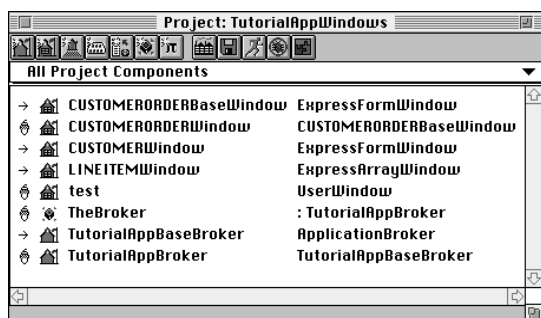 Project: TutorialAppWindows
All Project Components
CUSTOMERORDERBaseWindow ExpressFormWindow
CUSTOMERORDERWindow CUSTOMERORDERBaseWindow
CUSTOMERWindow ExpressFormWindow
LINEITEMWindow ExpressArrayWindow
test UserWindow
TheBroker : TutorialAppBroker
TutorialAppBaseBroker ApplicationBroker
TutorialAppBroker TutorialAppBaseBroker